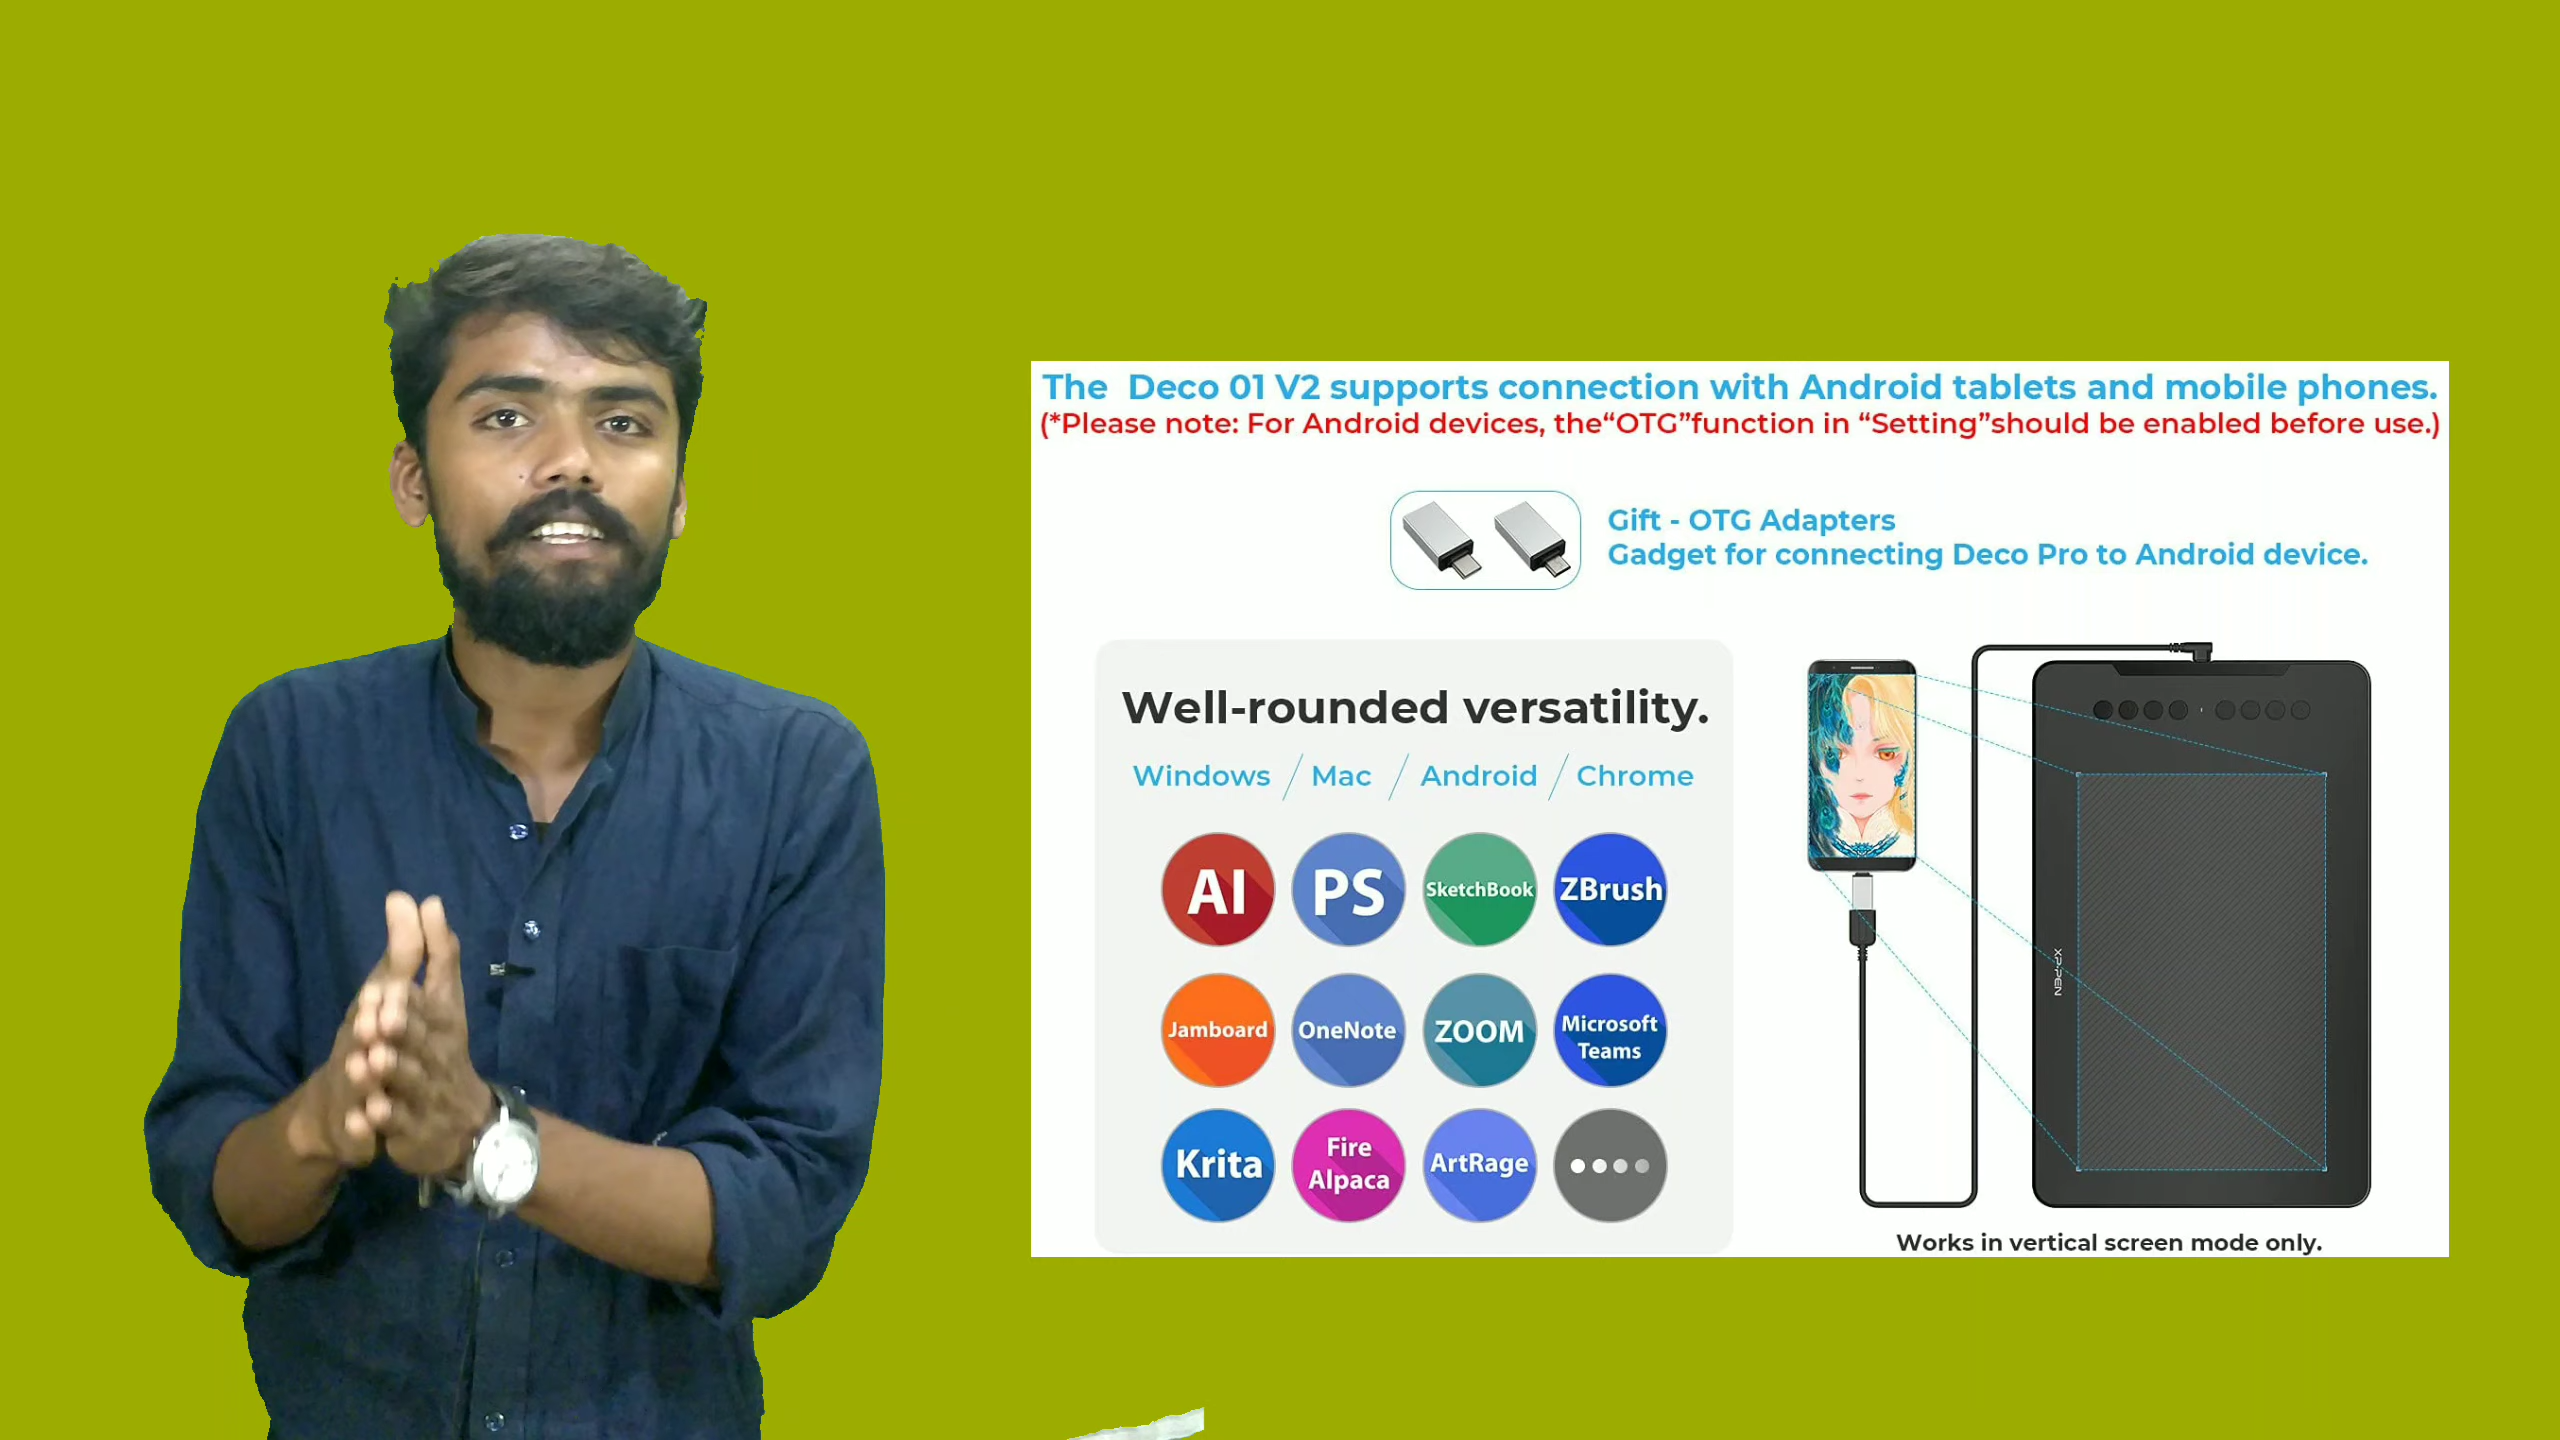 The Deco 01 V2 supports connection with Android tablets and mobile phones.
(*Please note: For Android devices, the“OTG”function in “Setting”should be enabled before use.)
Gift - OTG Adapters
Gadget for connecting Deco Pro to Android device.
Well-rounded versatility.
Windows / Mac / Android / Chrome
AI PS SketchBook ZBrush
Jamboard OneNote ZOOM Microsoft Teams
Krita Fire Alpaca ArtRage
XP-PEN
Works in vertical screen mode only.